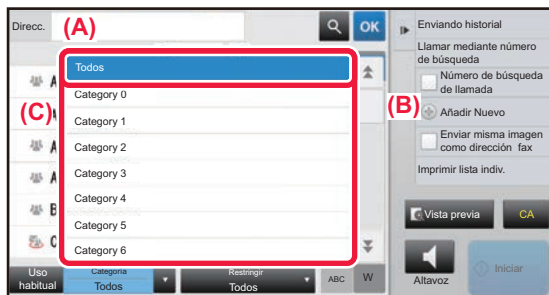 Direcc.
(A)
OK
Todos
Category 0
Category 1
Category 2
Category 3
Category 4
Category 5
Category 6
(C)
(B)
A
A
A
B
C
Uso habitual
Categoría
Todos
Restringir
Todos
ABC
W
Enviando historial
Llamar mediante número
de búsqueda
Número de búsqueda
de llamada
Añadir Nuevo
Enviar misma imagen
como dirección fax
Imprimir lista indiv.
Vista previa
CA
Altavoz
Iniciar